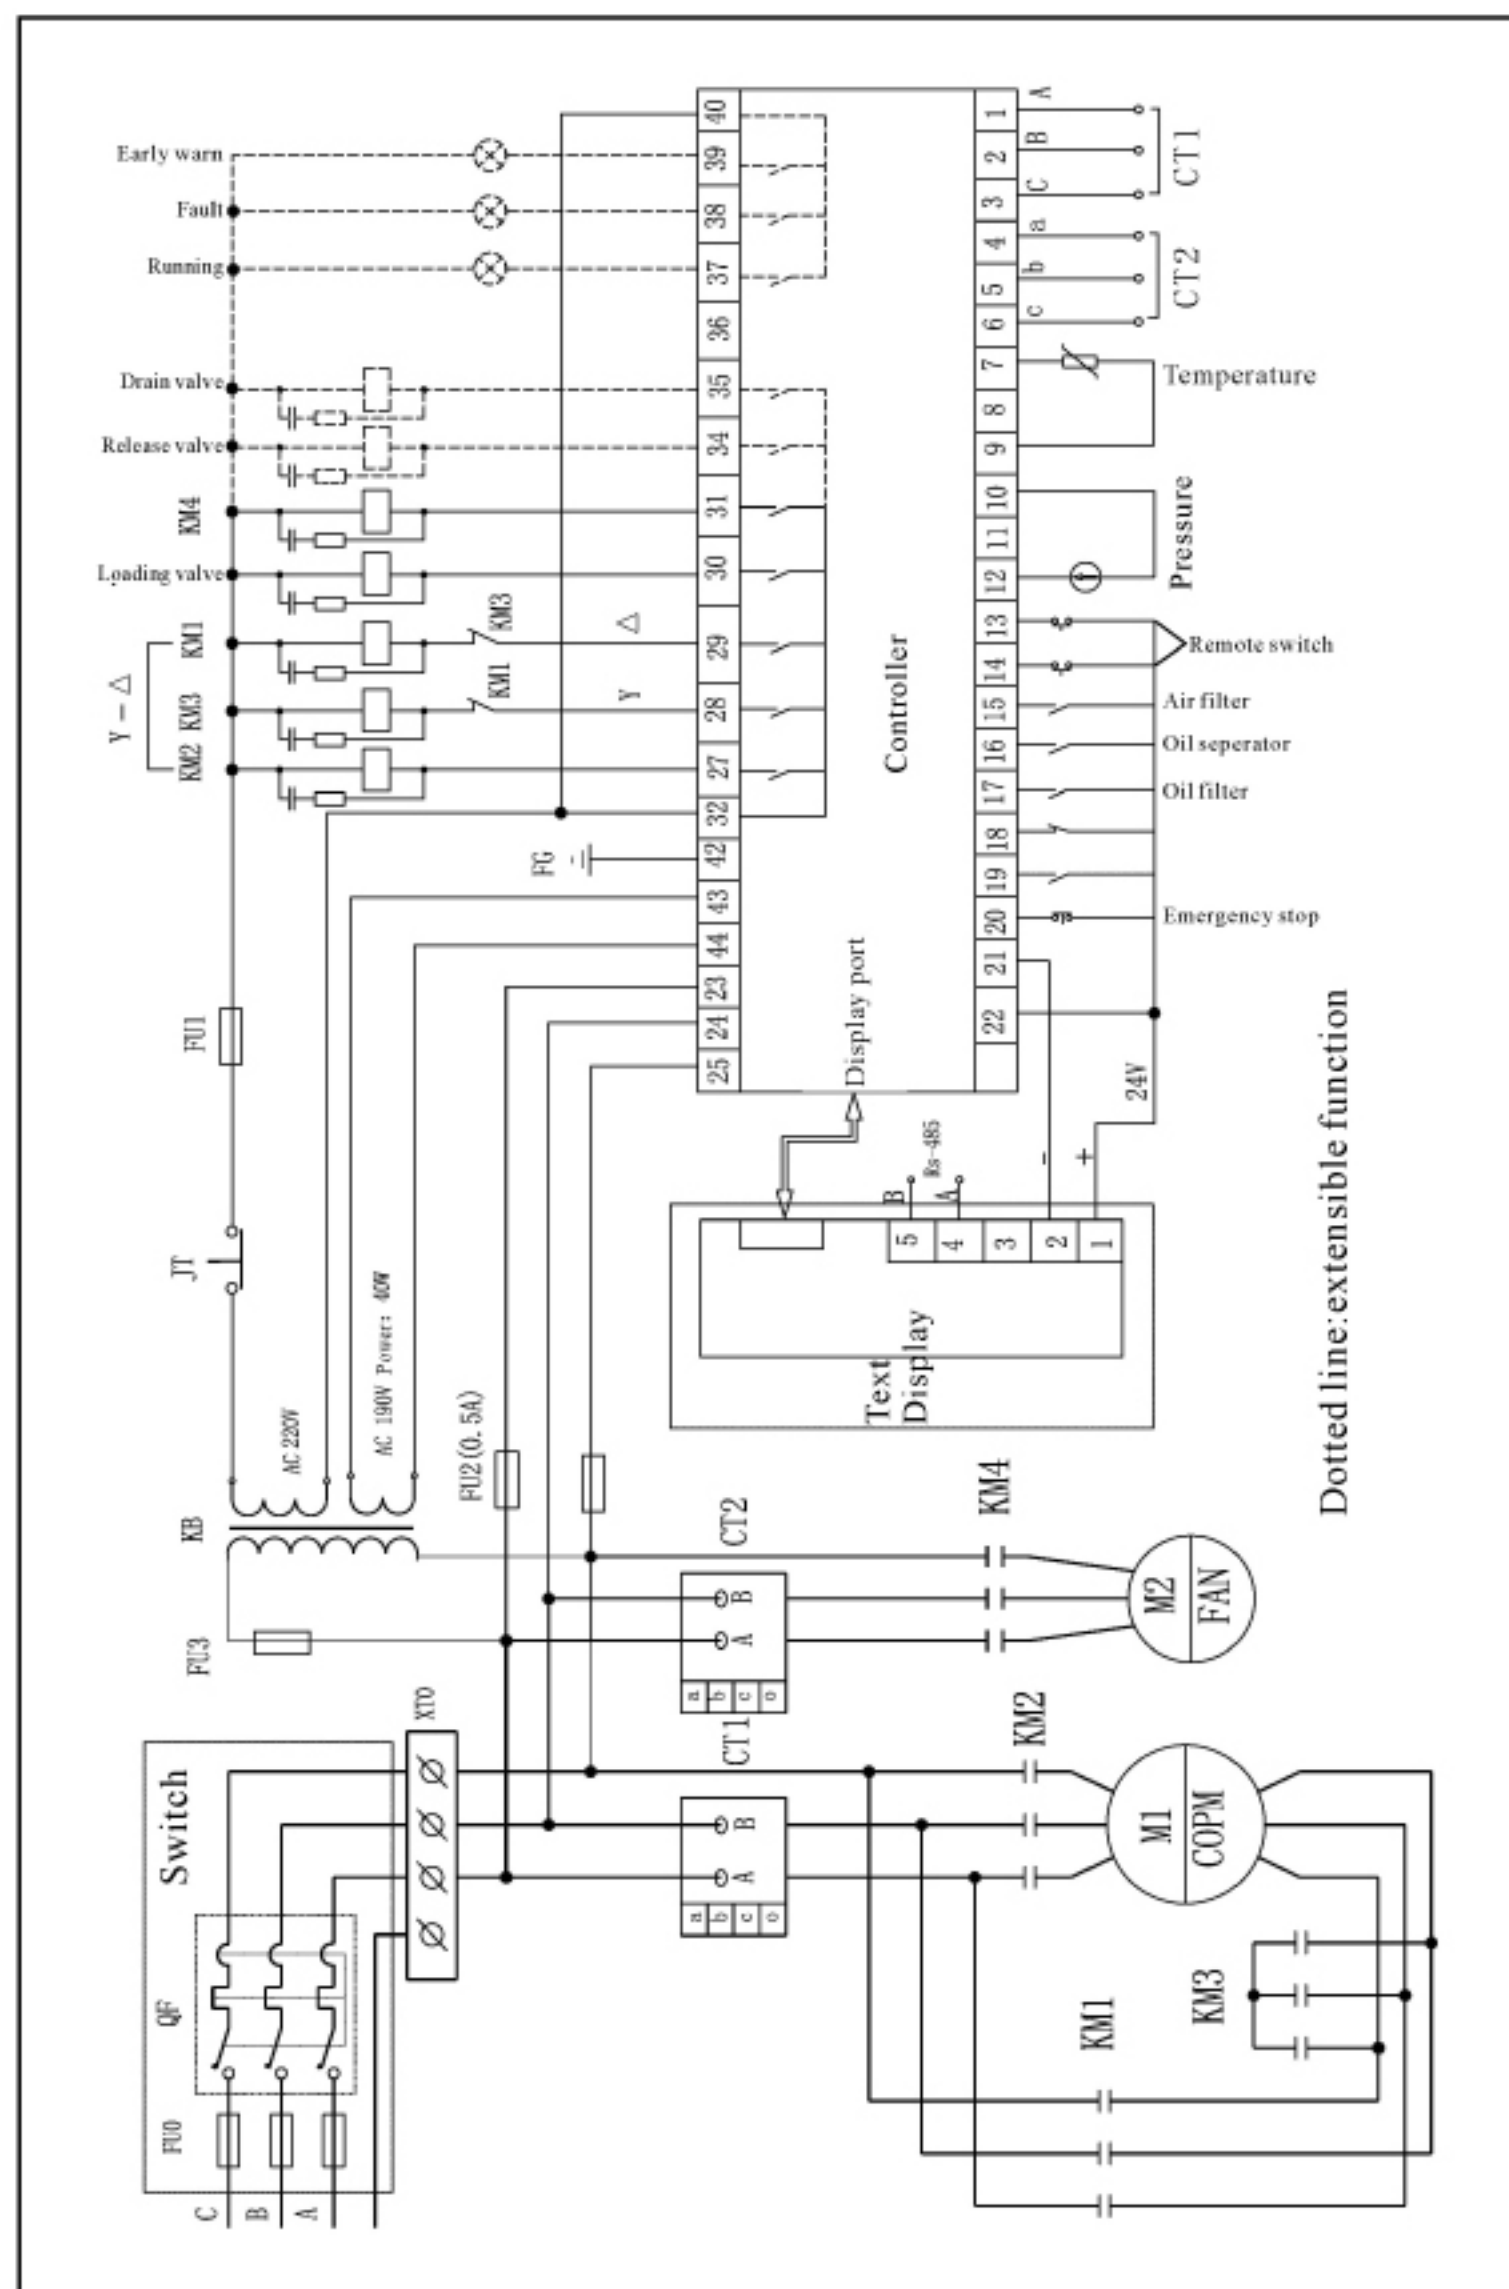 Early warn
Fault
Running
Drain valve
Release valve
KM4
Loading valve
KM1
KM3
KM2
Y－△
KM3
KM1
△
Y
FG
FU1
JT
AC 220V
AC 190V Power: 40W
KB
FU2(0.5A)
FU3
40
39
38
37
36
35
34
31
30
29
28
27
32
42
43
44
23
24
25
Controller
Display port
1
2
3
4
5
6
7
8
9
10
11
12
13
14
15
16
17
18
19
20
21
22
A
B
C
CT1
a
b
c
CT2
Temperature
Pressure
Remote switch
Air filter
Oil seperator
Oil filter
Emergency stop
24V
+
-
Rs-485
B
A
5
4
3
2
1
Text
Display
Dotted line:extensible function
CT2
B
A
a
b
c
o
KM4
M2
FAN
XT0
Switch
QF
FU0
C
B
A
CT1
B
A
a
b
c
o
KM2
M1
COPM
KM1
KM3